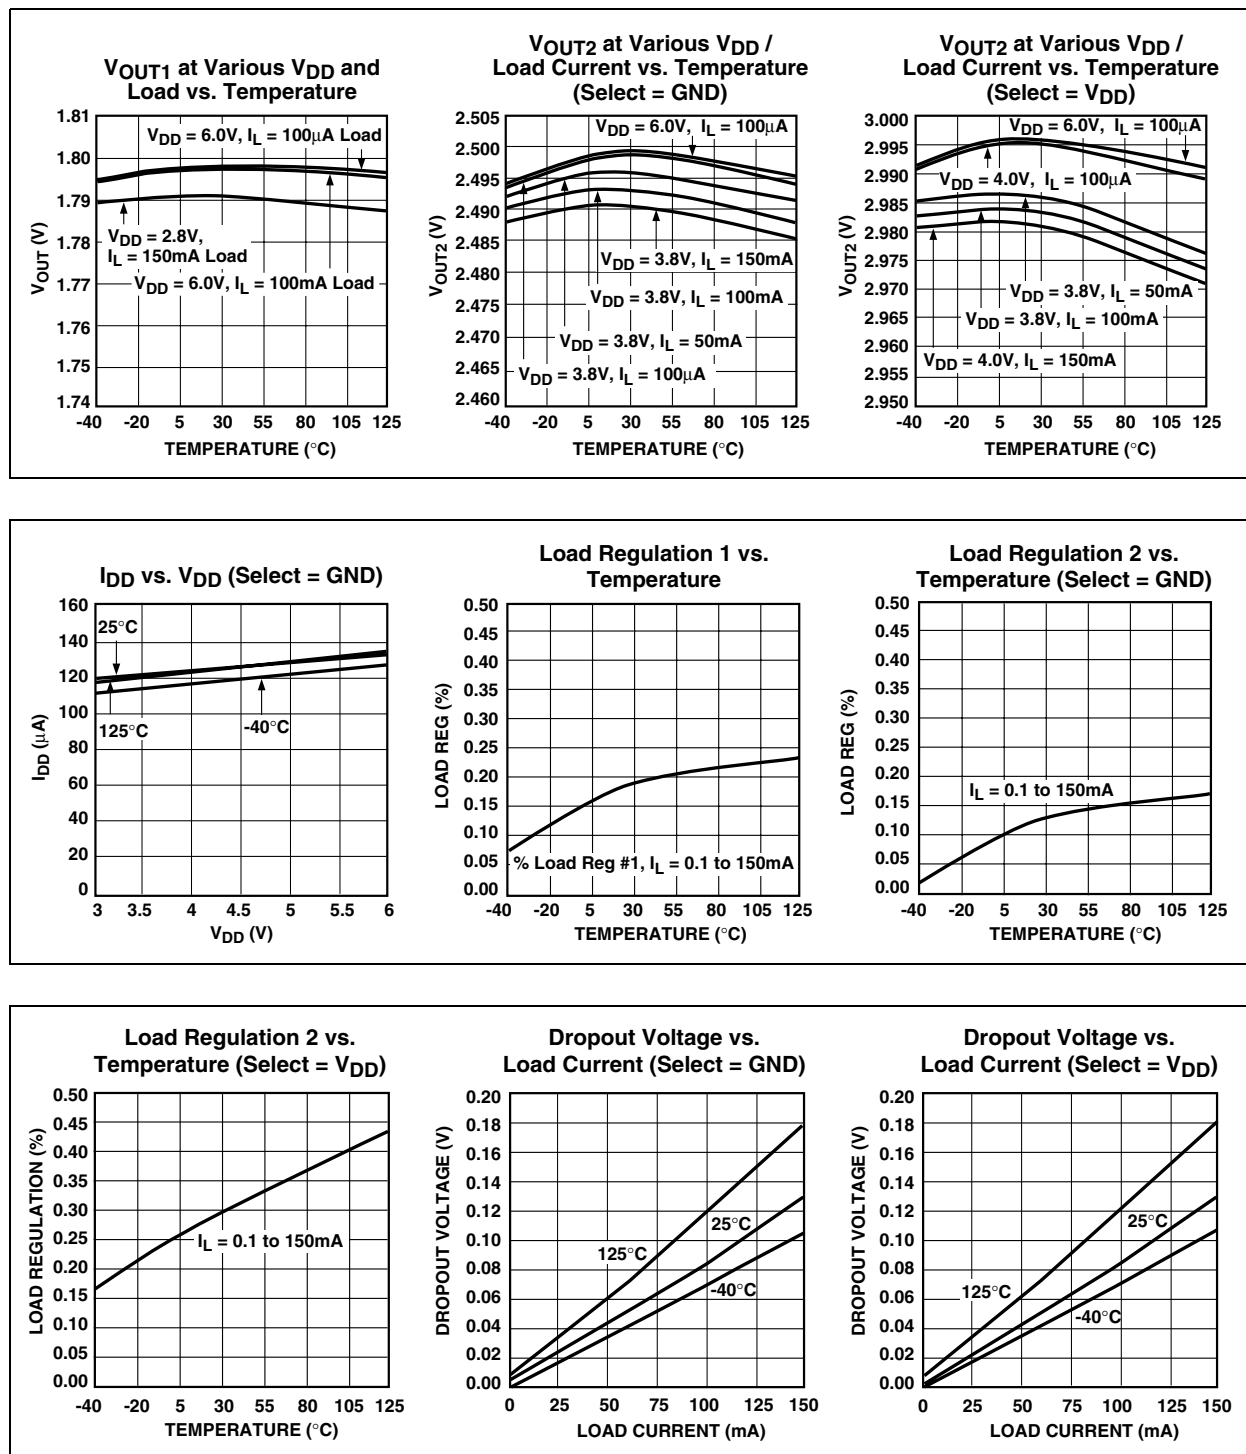 VOUT1 at Various VDD and
Load vs. Temperature
1.81
1.80
1.79
1.78
1.77
1.76
1.75
1.74
VOUT (V)
VDD = 6.0V, IL = 100µA Load
VDD = 2.8V,
IL = 150mA Load
VDD = 6.0V, IL = 100mA Load
-40 -20 5 30 55 105 125
TEMPERATURE (°C)
VOUT2 at Various VDD /
Load Current vs. Temperature
(Select = GND)
2.505
2.500
2.495
2.490
2.485
2.480
2.475
2.470
2.465
2.460
VOUT2 (V)
VDD = 6.0V, IL = 100µA
VDD = 3.8V, IL = 150mA
VDD = 3.8V, IL = 100mA
VDD = 3.8V, IL = 50mA
VDD = 3.8V, IL = 100µA
-40 -20 5 30 55 80 105 125
TEMPERATURE (°C)
VOUT2 at Various VDD /
Load Current vs. Temperature
(Select = VDD)
3.000
2.995
2.990
2.985
2.980
2.975
2.970
2.965
2.960
2.955
2.950
VOUT2 (V)
VDD = 6.0V, IL = 100µA
VDD = 4.0V, IL = 100µA
VDD = 3.8V, IL = 50mA
VDD = 3.8V, IL = 100mA
VDD = 4.0V, IL = 150mA
-40 -20 5 30 55 80 105 125
TEMPERATURE (°C)
IDD vs. VDD (Select = GND)
160
140
120
100
80
60
40
20
0
IDD (µA)
25°C
125°C
-40°C
3 3.5 4 4.5 5 5.5 6
VDD (V)
Load Regulation 1 vs.
Temperature
0.50
0.45
0.40
0.35
0.30
0.25
0.20
0.15
0.10
0.05
0.00
LOAD REG (%)
% Load Reg #1, IL = 0.1 to 150mA
-40 -20 5 30 55 80 105 125
TEMPERATURE (°C)
Load Regulation 2 vs.
Temperature (Select = GND)
0.50
0.45
0.40
0.35
0.30
0.25
0.20
0.15
0.10
0.05
0.00
LOAD REG (%)
IL = 0.1 to 150mA
-40 -20 5 30 55 80 105 125
TEMPERATURE (°C)
Load Regulation 2 vs.
Temperature (Select = VDD)
0.50
0.45
0.40
0.35
0.30
0.25
0.20
0.15
0.10
0.05
0.00
LOAD REGULATION (%)
IL = 0.1 to 150mA
-40 -20 5 30 55 80 105 125
TEMPERATURE (°C)
Dropout Voltage vs.
Load Current (Select = GND)
0.20
0.18
0.16
0.14
0.12
0.10
0.08
0.06
0.04
0.02
0.00
DROPOUT VOLTAGE (V)
25°C
125°C
-40°C
0 25 50 75 100 125 150
LOAD CURRENT (mA)
Dropout Voltage vs.
Load Current (Select = VDD)
0.20
0.18
0.16
0.14
0.12
0.10
0.08
0.06
0.04
0.02
0.00
DROPOUT VOLTAGE (V)
25°C
125°C
-40°C
0 25 50 75 100 125 150
LOAD CURRENT (mA)